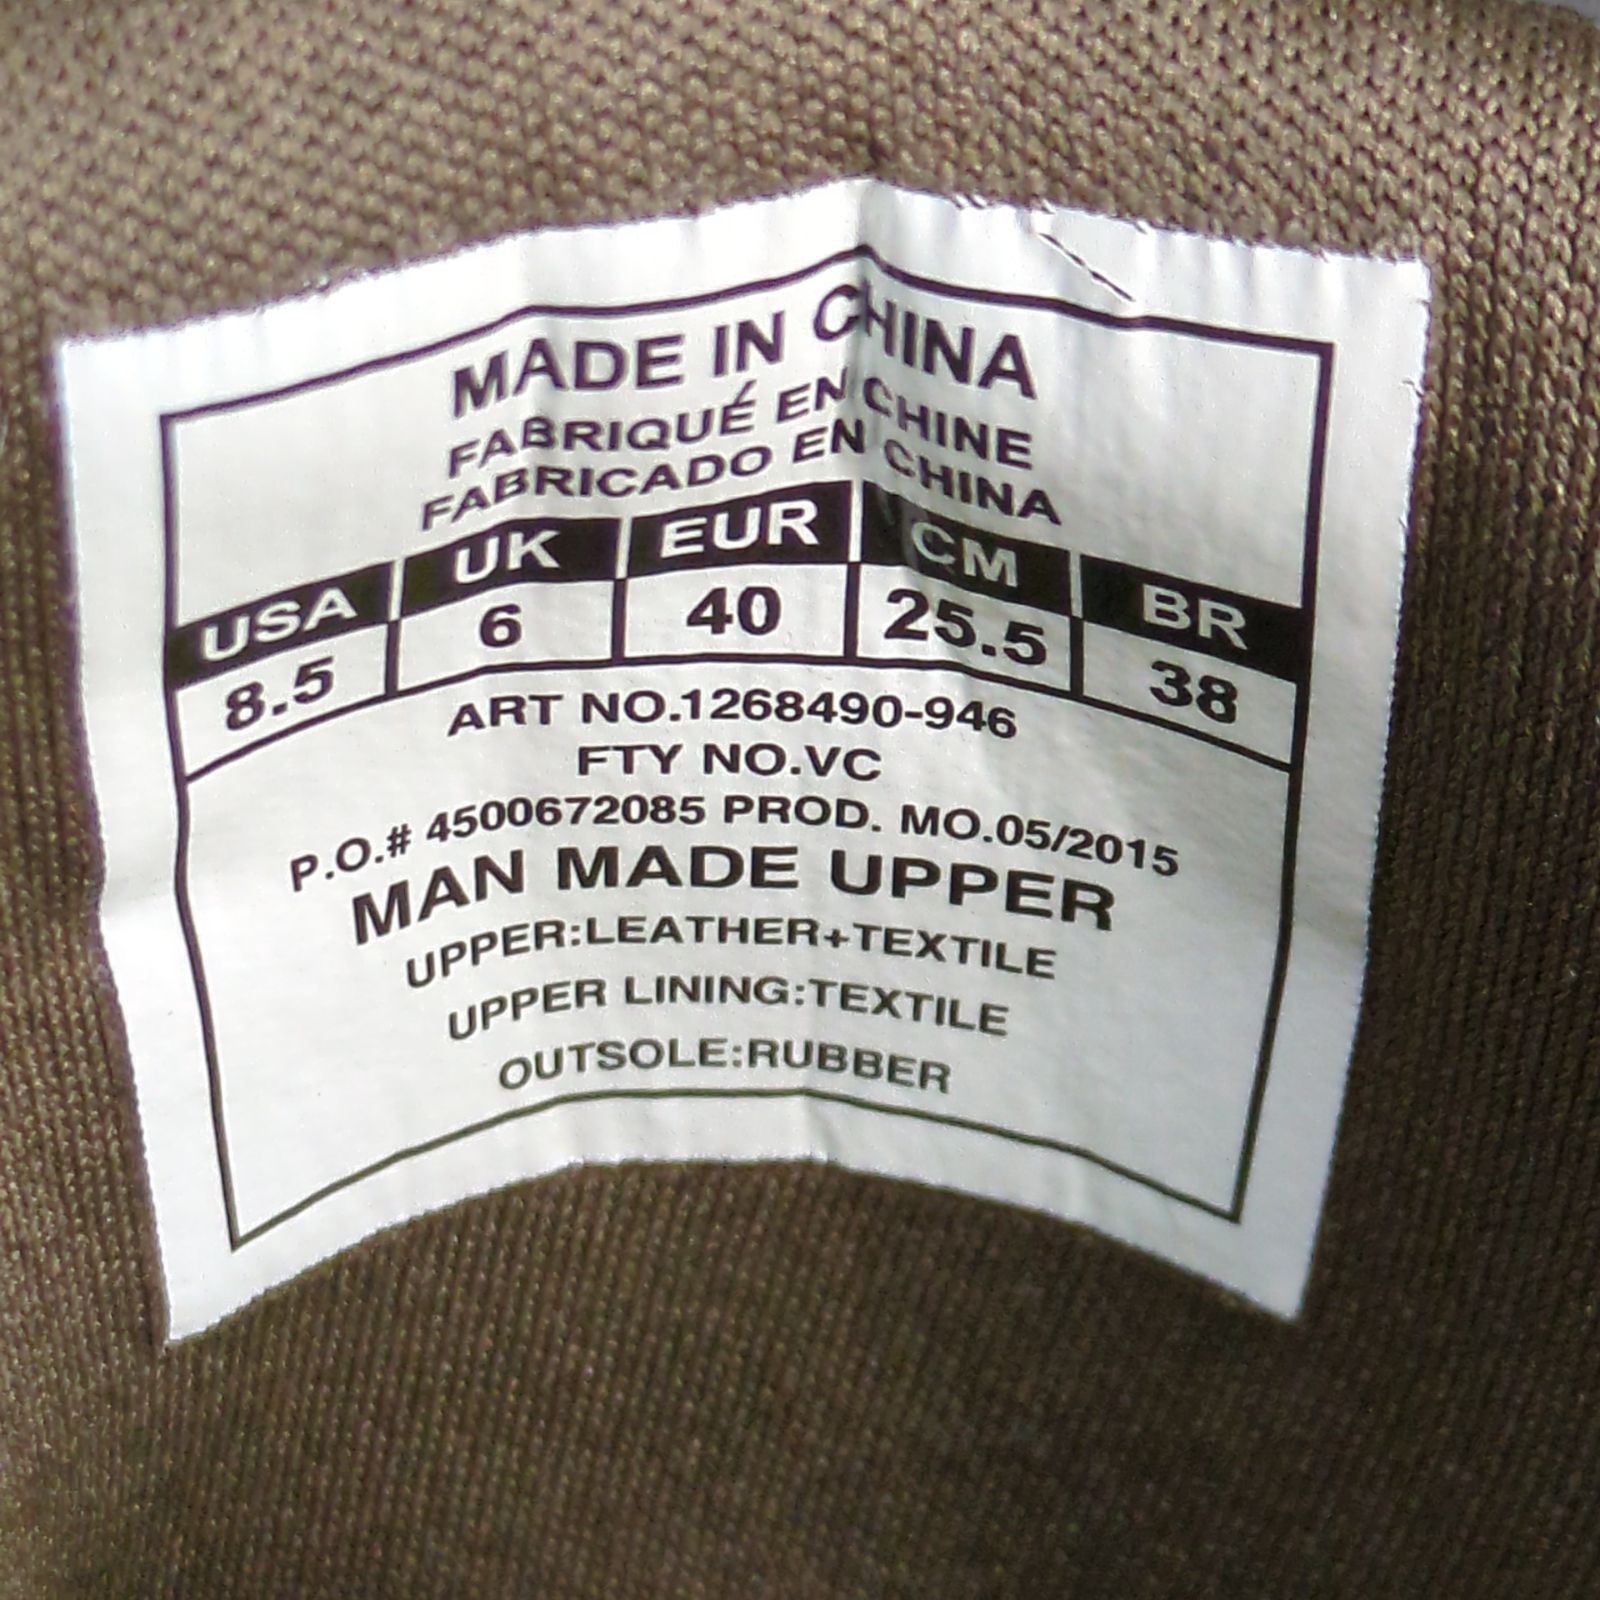 MADE IN CHINA
FABRIQUÉ EN CHINE
FABRICADO EN CHINA
USA UK EUR CM BR
8.5 6 40 25.5 38
ART NO.1268490-946
FTY NO.VC
P.O.# 4500672085 PROD. MO.05/2015
MAN MADE UPPER
UPPER:LEATHER+TEXTILE
UPPER LINING:TEXTILE
OUTSOLE:RUBBER